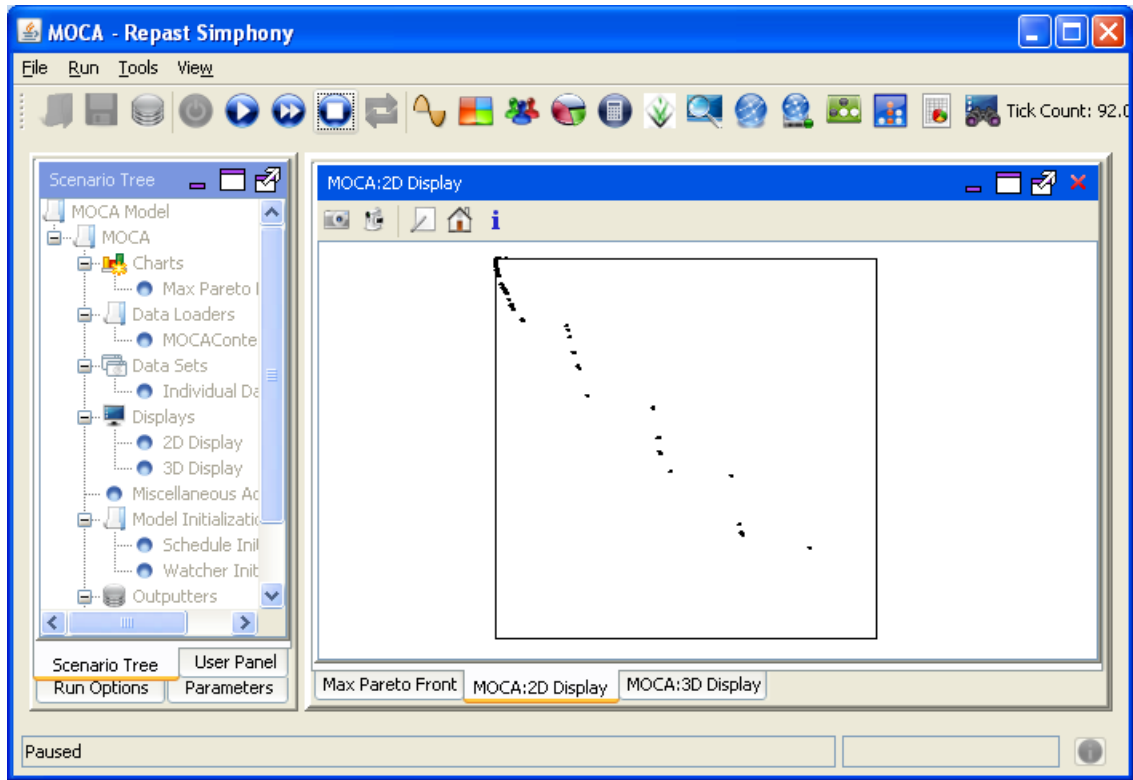 MOCA - Repast Simphony
File Run Tools View
Tick Count: 92.0
Scenario Tree
MOCA Model
MOCA
Charts
Max Pareto
Data Loaders
MOCAConte
Data Sets
Individual Da
Displays
2D Display
3D Display
Miscellaneous Ac
Model Initializatio
Schedule Ini
Watcher Init
Outputters
Scenario Tree User Panel
Run Options Parameters
MOCA:2D Display
i
Max Pareto Front MOCA:2D Display MOCA:3D Display
Paused